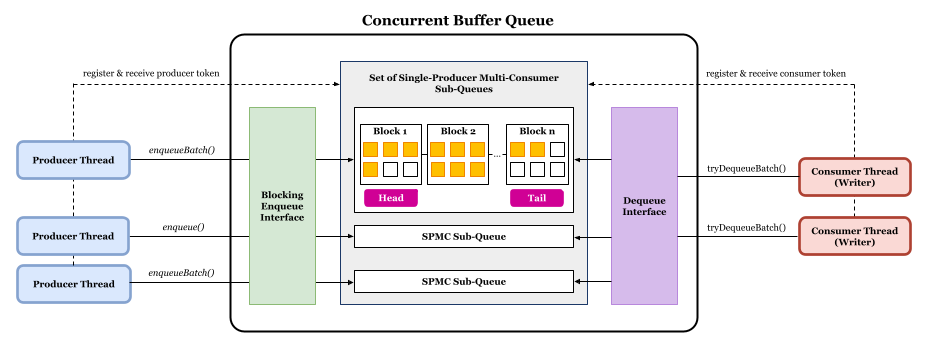 Concurrent Buffer Queue
register & receive producer token
register & receive consumer token
Set of Single-Producer Multi-Consumer
Sub-Queues
Block 1
Block 2
...
Block n
Head
Tail
Producer Thread
enqueueBatch()
Producer Thread
enqueue()
Producer Thread
enqueueBatch()
Blocking
Enqueue
Interface
SPMC Sub-Queue
SPMC Sub-Queue
Dequeue
Interface
tryDequeueBatch()
Consumer Thread
(Writer)
tryDequeueBatch()
Consumer Thread
(Writer)